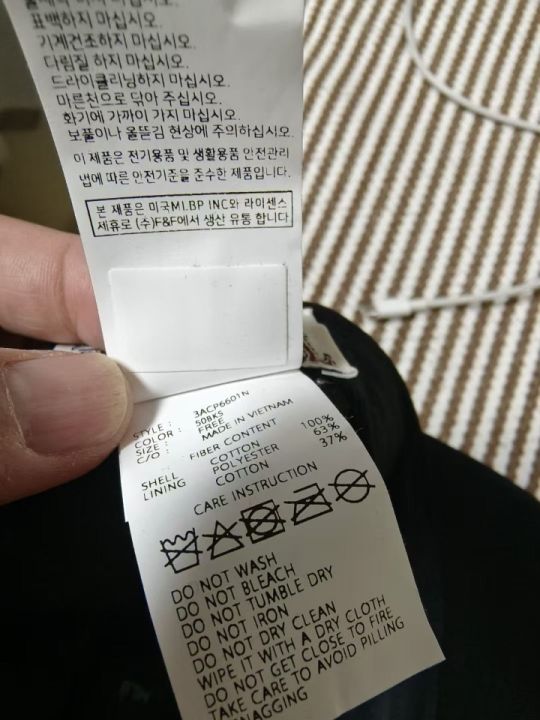 표백하지 마십시오.
기계건조하지 마십시오.
다림질 하지 마십시오.
드라이클리닝하지 마십시오.
마른천으로 닦아 주십시오.
화기에 가까이 가지 마십시오.
보풀이나 올뜯김 현상에 주의하십시오.
이 제품은 전기용품 및 생활용품 안전관리
법에 따른 안전기준을 준수한 제품입니다.
본 제품은 미국MLBP INC와 라이센스
제휴로 (주)F&F에서 생산 유통 합니다.
STYLE : 3ACP6601N
COLOR : 50BKS
SIZE : FREE
C/O : MADE IN VIETNAM
FIBER CONTENT
SHELL COTTON 100%
LINING POLYESTER 63%
COTTON 37%
CARE INSTRUCTION
DO NOT WASH
DO NOT BLEACH
DO NOT TUMBLE DRY
DO NOT IRON
DO NOT DRY CLEAN
WIPE IT WITH A DRY CLOTH
DO NOT GET CLOSE TO FIRE
TAKE CARE TO AVOID PILLING
SNAGGING